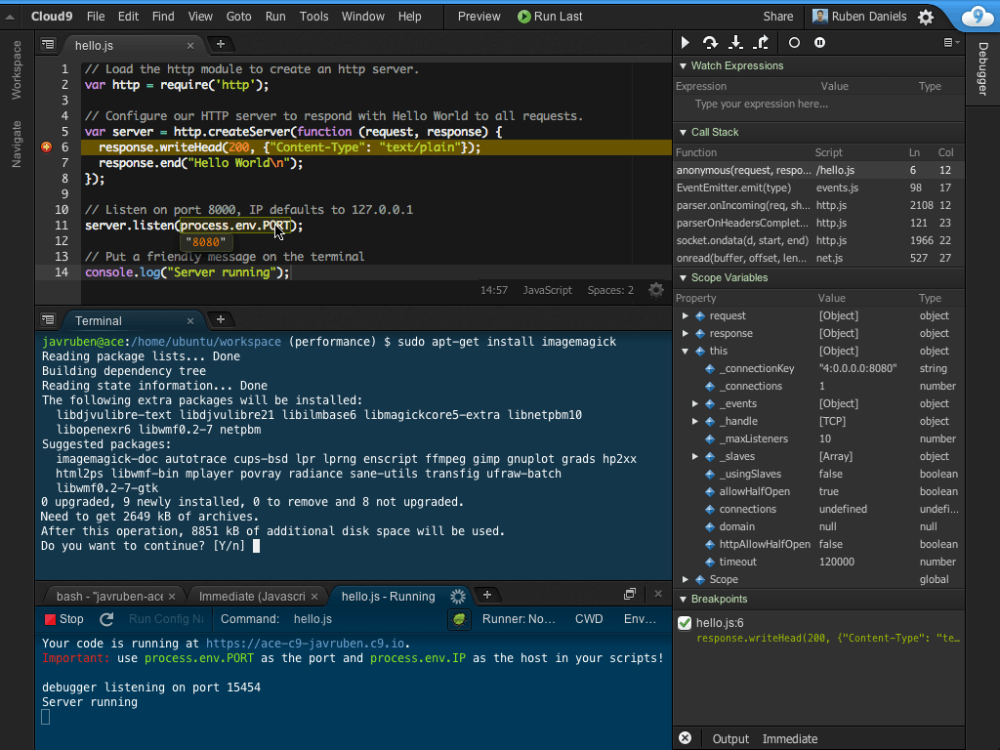 Cloud9 File Edit Find View Goto Run Tools Window Help Preview Run Last Share Ruben Daniels
Workspace
Navigate
hello.js
1 // Load the http module to create an http server.
2 var http = require('http');
3
4 // Configure our HTTP server to respond with Hello World to all requests.
5 var server = http.createServer(function (request, response) {
6 response.writeHead(200, {"Content-Type": "text/plain"});
7 response.end("Hello World\n");
8 });
9
10 // Listen on port 8000, IP defaults to 127.0.0.1
11 server.listen(process.env.PORT);
"8080"
12
13 // Put a friendly message on the terminal
14 console.log("Server running");
14:57 JavaScript Spaces: 2
Terminal
javruben@ace:/home/ubuntu/workspace (performance) $ sudo apt-get install imagemagick
Reading package lists... Done
Building dependency tree
Reading state information... Done
The following extra packages will be installed:
libdjvulibre-text libdjvulibre21 libilmbase6 libmagickcore5-extra libnetpbm10
libopenexr6 libwmf0.2-7 netpbm
Suggested packages:
imagemagick-doc autotrace cups-bsd lpr lprng enscript ffmpeg gimp gnuplot grads hp2xx
html2ps libwmf-bin mplayer povray radiance sane-utils transfig ufraw-batch
libwmf0.2-7-gtk
0 upgraded, 9 newly installed, 0 to remove and 8 not upgraded.
Need to get 2649 kB of archives.
After this operation, 8851 kB of additional disk space will be used.
Do you want to continue? [Y/n]
bash - "javruben-ace Immediate (Javascri hello.js - Running
Stop Run Config Command: hello.js Runner: No... CWD Env...
Your code is running at https://ace-c9-javruben.c9.io.
Important: use process.env.PORT as the port and process.env.IP as the host in your scripts!
debugger listening on port 15454
Server running
Debugger
Watch Expressions
Expression Value Type
Type your expression here...
Call Stack
Function Script Ln Col
anonymous(request, respo... /hello.js 6 12
EventEmitter.emit(type) events.js 98 17
parser.onIncoming(req, sh... http.js 2108 12
parserOnHeadersComplet... http.js 121 23
socket.ondata(d, start, end) http.js 1966 22
onread(buffer, offset, len... net.js 527 27
Scope Variables
Property Value Type
request [Object] object
response [Object] object
this [Object] object
_connectionKey "4:0.0.0.0:8080" string
_connections 1 number
_events [Object] object
_handle [TCP] object
_maxListeners 10 number
_slaves [Array] object
_usingSlaves false boolean
allowHalfOpen true boolean
connections undefined undefi...
domain null null
httpAllowHalfOpen false boolean
timeout 120000 number
Scope global
Breakpoints
hello.js:6
response.writeHead(200, {"Content-Type": "te...
Output Immediate